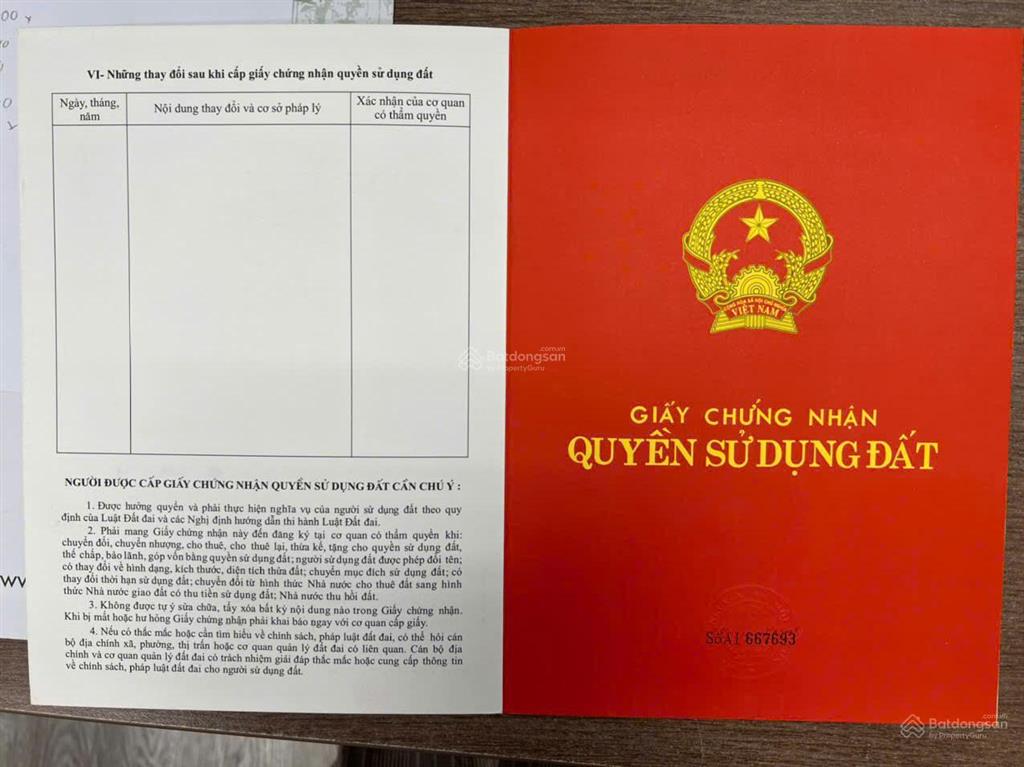 VI- Những thay đổi sau khi cấp giấy chứng nhận quyền sử dụng đất
Ngày, tháng, năm
Nội dung thay đổi và cơ sở pháp lý
Xác nhận của cơ quan có thẩm quyền
NGƯỜI ĐƯỢC CẤP GIẤY CHỨNG NHẬN QUYỀN SỬ DỤNG ĐẤT CẦN CHÚ Ý :
1. Được hưởng quyền và phải thực hiện nghĩa vụ của người sử dụng đất theo quy
định của Luật Đất đai và các Nghị định hướng dẫn thi hành Luật Đất đai.
2. Phải mang Giấy chứng nhận này đến đăng ký tại cơ quan có thẩm quyền khi:
chuyển đổi, chuyển nhượng, cho thuê, cho thuê lại, thừa kế, tặng cho quyền sử dụng đất,
thế chấp, bảo lãnh, góp vốn bằng quyền sử dụng đất; người sử dụng đất được phép đổi tên;
có thay đổi về hình dạng, kích thước, diện tích thửa đất; chuyển mục đích sử dụng đất; có
thay đổi thời hạn sử dụng đất; chuyển đổi từ hình thức Nhà nước cho thuê đất sang hình
thức Nhà nước giao đất có thu tiền sử dụng đất; Nhà nước thu hồi đất.
3. Không được tự ý sửa chữa, tẩy xóa bất kỳ nội dung nào trong Giấy chứng nhận.
Khi bị mất hoặc hư hỏng Giấy chứng nhận phải khai báo ngay với cơ quan cấp giấy.
4. Nếu có thắc mắc hoặc cần tìm hiểu về chính sách, pháp luật đất đai, có thể hỏi cán
bộ địa chính xã, phường, thị trấn hoặc cơ quan quản lý đất đai có liên quan. Cán bộ địa
chính và cơ quan quản lý đất đai có trách nhiệm giải đáp thắc mắc hoặc cung cấp thông tin
về chính sách, pháp luật đất đai cho người sử dụng đất.
CỘNG HÒA XÃ HỘI CHỦ NGHĨA
VIỆT NAM
GIẤY CHỨNG NHẬN
QUYỀN SỬ DỤNG ĐẤT
Số AI 667693
Batdongsan.com.vn
by PropertyGuru
Batdongsan.com.vn
by PropertyGuru